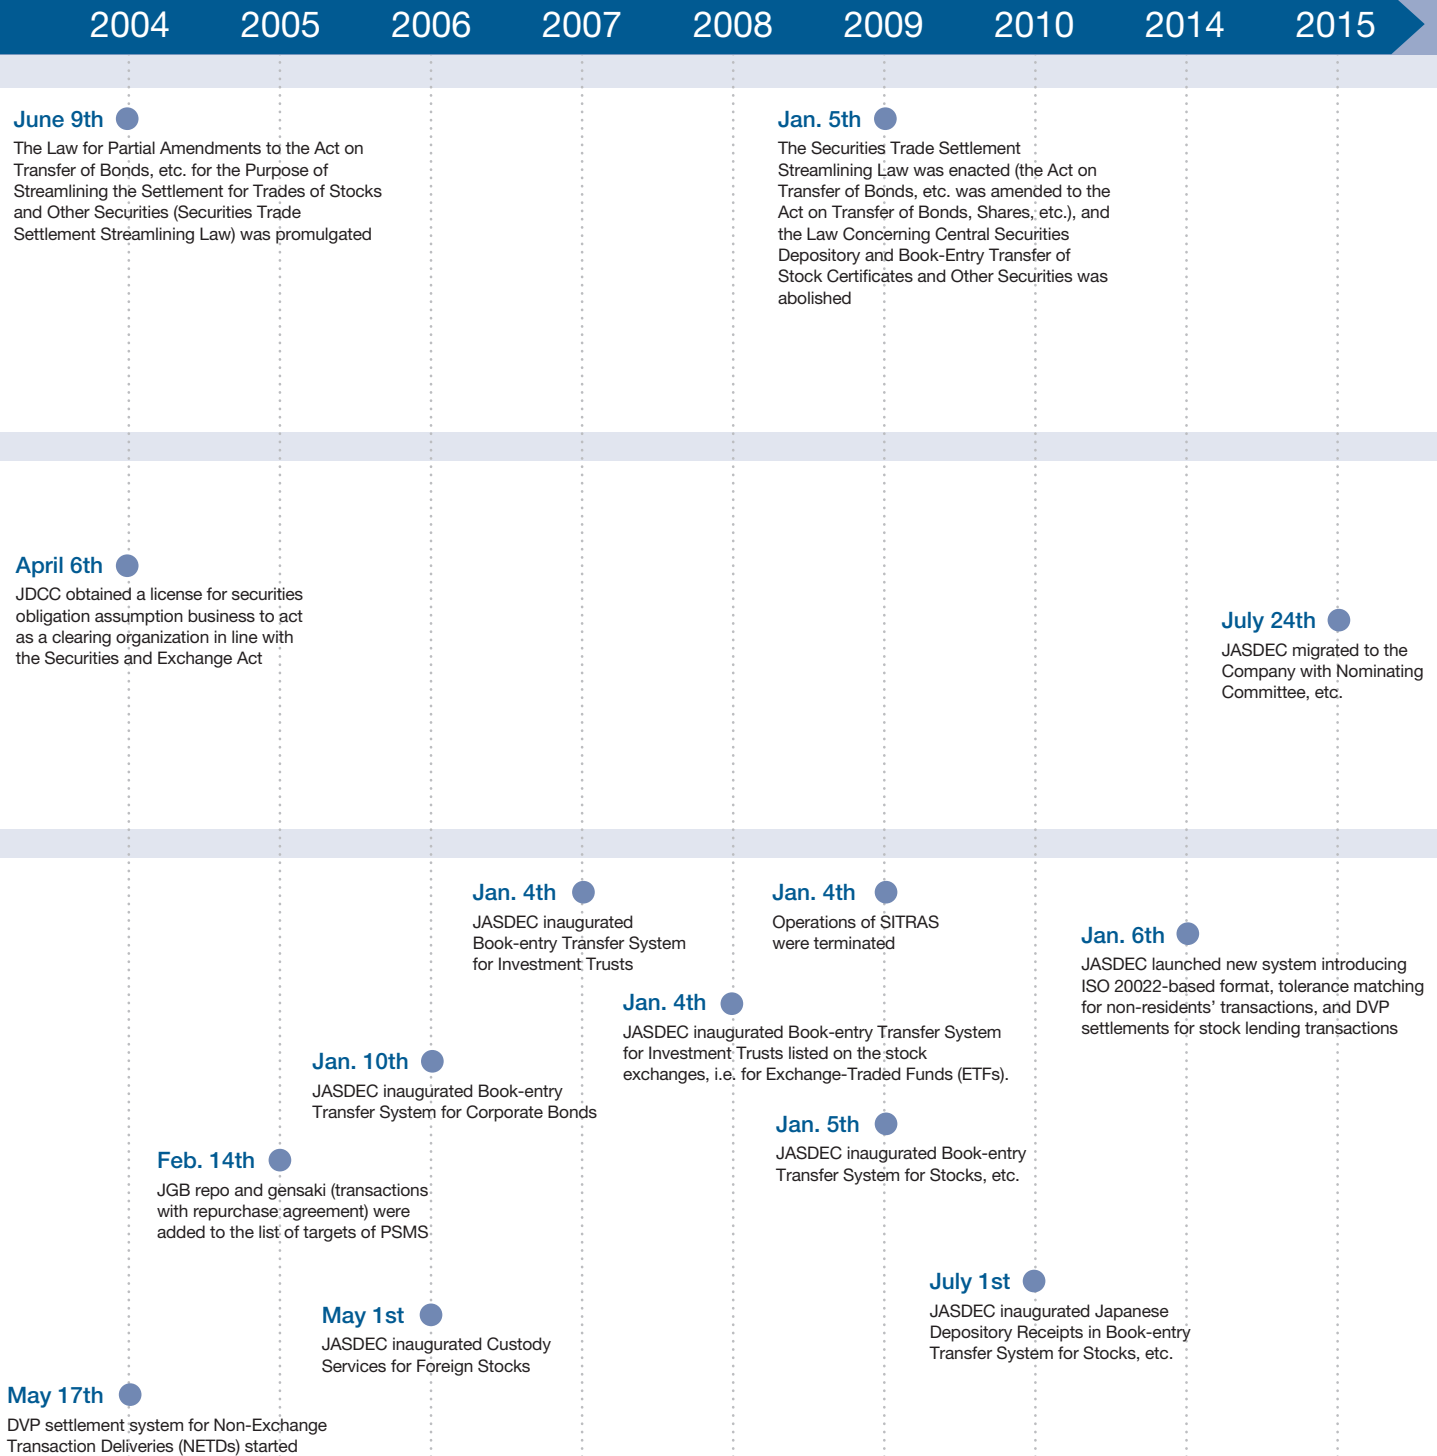 2004 2005 2006 2007 2008 2009 2010 2014 2015
June 9th
The Law for Partial Amendments to the Act on
Transfer of Bonds, etc. for the Purpose of
Streamlining the Settlement for Trades of Stocks
and Other Securities (Securities Trade
Settlement Streamlining Law) was promulgated
Jan. 5th
The Securities Trade Settlement
Streamlining Law was enacted (the Act on
Transfer of Bonds, etc. was amended to the
Act on Transfer of Bonds, Shares, etc.), and
the Law Concerning Central Securities
Depository and Book-Entry Transfer of
Stock Certificates and Other Securities was
abolished
April 6th
JDCC obtained a license for securities
obligation assumption business to act
as a clearing organization in line with
the Securities and Exchange Act
July 24th
JASDEC migrated to the
Company with Nominating
Committee, etc.
Jan. 4th
JASDEC inaugurated
Book-entry Transfer System
for Investment Trusts
Jan. 4th
Operations of SITRAS
were terminated
Jan. 6th
JASDEC launched new system introducing
ISO 20022-based format, tolerance matching
for non-residents' transactions, and DVP
settlements for stock lending transactions
Jan. 4th
JASDEC inaugurated Book-entry Transfer System
for Investment Trusts listed on the stock
exchanges, i.e. for Exchange-Traded Funds (ETFs).
Jan. 10th
JASDEC inaugurated Book-entry
Transfer System for Corporate Bonds
Jan. 5th
JASDEC inaugurated Book-entry
Transfer System for Stocks, etc.
Feb. 14th
JGB repo and gensaki (transactions
with repurchase agreement) were
added to the list of targets of PSMS
July 1st
JASDEC inaugurated Japanese
Depository Receipts in Book-entry
Transfer System for Stocks, etc.
May 1st
JASDEC inaugurated Custody
Services for Foreign Stocks
May 17th
DVP settlement system for Non-Exchange
Transaction Deliveries (NETDs) started